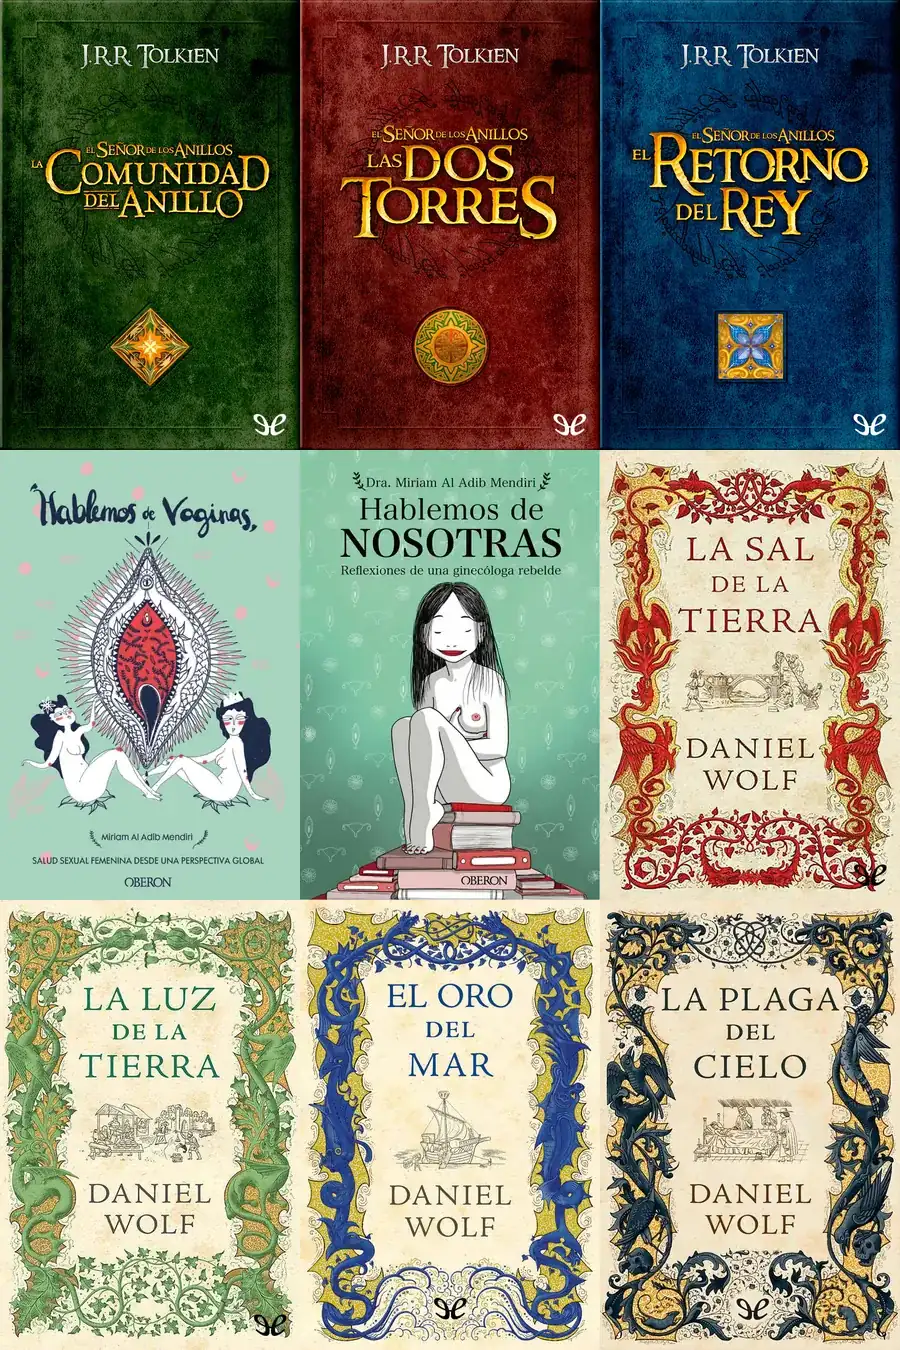 J.R.R TOLKIEN
EL SEÑOR DE LOS ANILLOS
LA COMUNIDAD
DEL ANILLO
J.R.R TOLKIEN
EL SEÑOR DE LOS ANILLOS
LAS DOS
TORRES
J.R.R TOLKIEN
EL SEÑOR DE LOS ANILLOS
EL RETORNO
DEL REY
Hablemos de Vaginas
Miriam Al Adib Mendiri
SALUD SEXUAL FEMENINA DESDE UNA PERSPECTIVA GLOBAL
OBERON
Dra. Miriam Al Adib Mendiri
Hablemos de
NOSOTRAS
Reflexiones de una ginecóloga rebelde
OBERON
LA SAL
DE LA
TIERRA
DANIEL
WOLF
LA LUZ
DE LA
TIERRA
DANIEL
WOLF
EL ORO
DEL
MAR
DANIEL
WOLF
LA PLAGA
DEL
CIELO
DANIEL
WOLF